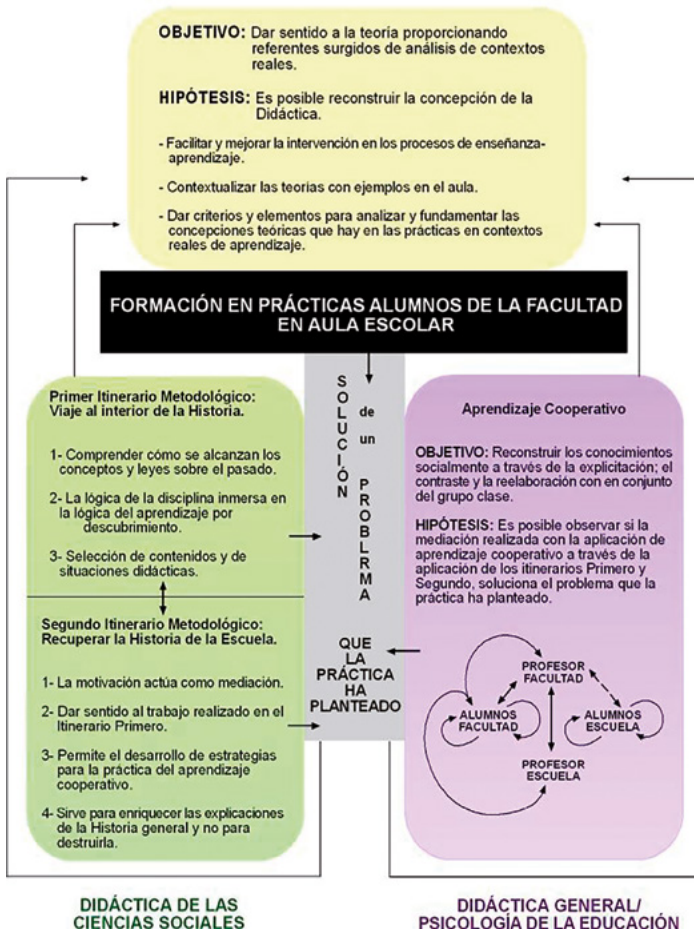 OBJETIVO: Dar sentido a la teoría proporcionando
referentes surgidos de análisis de contextos
reales.
HIPÓTESIS: Es posible reconstruir la concepción de la
Didáctica.
- Facilitar y mejorar la intervención en los procesos de enseñanza-
aprendizaje.
- Contextualizar las teorías con ejemplos en el aula.
- Dar criterios y elementos para analizar y fundamentar las
concepciones teóricas que hay en las prácticas en contextos
reales de aprendizaje.
FORMACIÓN EN PRÁCTICAS ALUMNOS DE LA FACULTAD
EN AULA ESCOLAR
Primer Itinerario Metodológico:
Viaje al interior de la Historia.
1- Comprender cómo se alcanzan los
conceptos y leyes sobre el pasado.
2- La lógica de la disciplina inmersa en
la lógica del aprendizaje por
descubrimiento.
3- Selección de contenidos y de
situaciones didácticas.
Segundo Itinerario Metodológico:
Recuperar la Historia de la Escuela.
1- La motivación actúa como mediación.
2- Dar sentido al trabajo realizado en el
Itinerario Primero.
3- Permite el desarrollo de estrategias
para la práctica del aprendizaje
cooperativo.
4- Sirve para enriquecer las explicaciones
de la Historia general y no para
destruirla.
SOLUCIÓN
de
un
PROBLRMA
QUE
LA
PRÁCTICA
HA
PLANTEADO
Aprendizaje Cooperativo
OBJETIVO: Reconstruir los conocimientos
socialmente a través de la explicitación; el
contraste y la reelaboración con en conjunto
del grupo clase.
HIPÓTESIS: Es posible observar si la
mediación realizada con la aplicación de
aprendizaje cooperativo a través de la
aplicación de los itinerarios Primero y
Segundo, soluciona el problema que la
práctica ha planteado.
PROFESOR
FACULTAD
ALUMNOS
FACULTAD
ALUMNOS
ESCUELA
PROFESOR
ESCUELA
DIDÁCTICA DE LAS
CIENCIAS SOCIALES
DIDÁCTICA GENERAL/
PSICOLOGÍA DE LA EDUCACIÓN